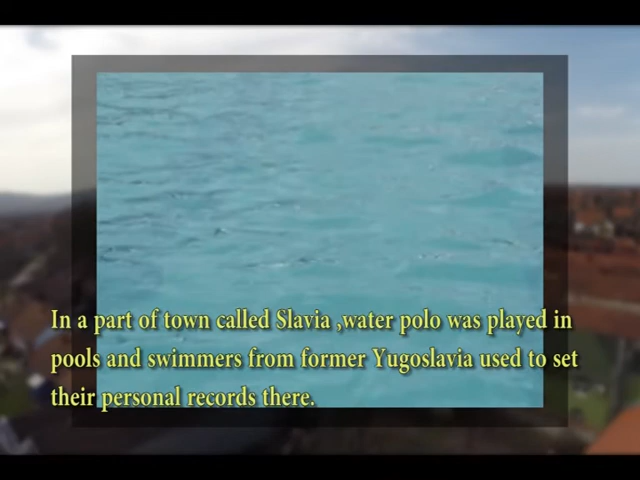 In a part of town called Slavia ,water polo was played in
pools and swimmers from former Yugoslavia used to set
their personal records there.